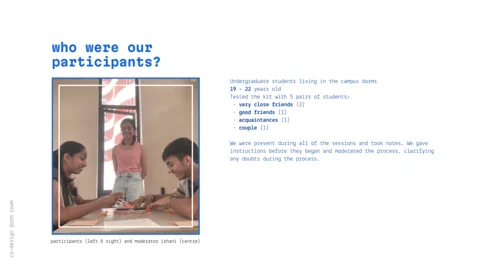 who were our
participants?
Undergraduate students living in the campus dorms
19 - 22 years old
Tested the kit with 5 pairs of students:
· very close friends (2)
· good friends (1)
· acquaintances (1)
· couple (1)
We were present during all of the sessions and took notes. We gave
instructions before they began and moderated the process, clarifying
any doubts during the process.
participants (left & right) and moderator ishani (centre)
co-design dorm room